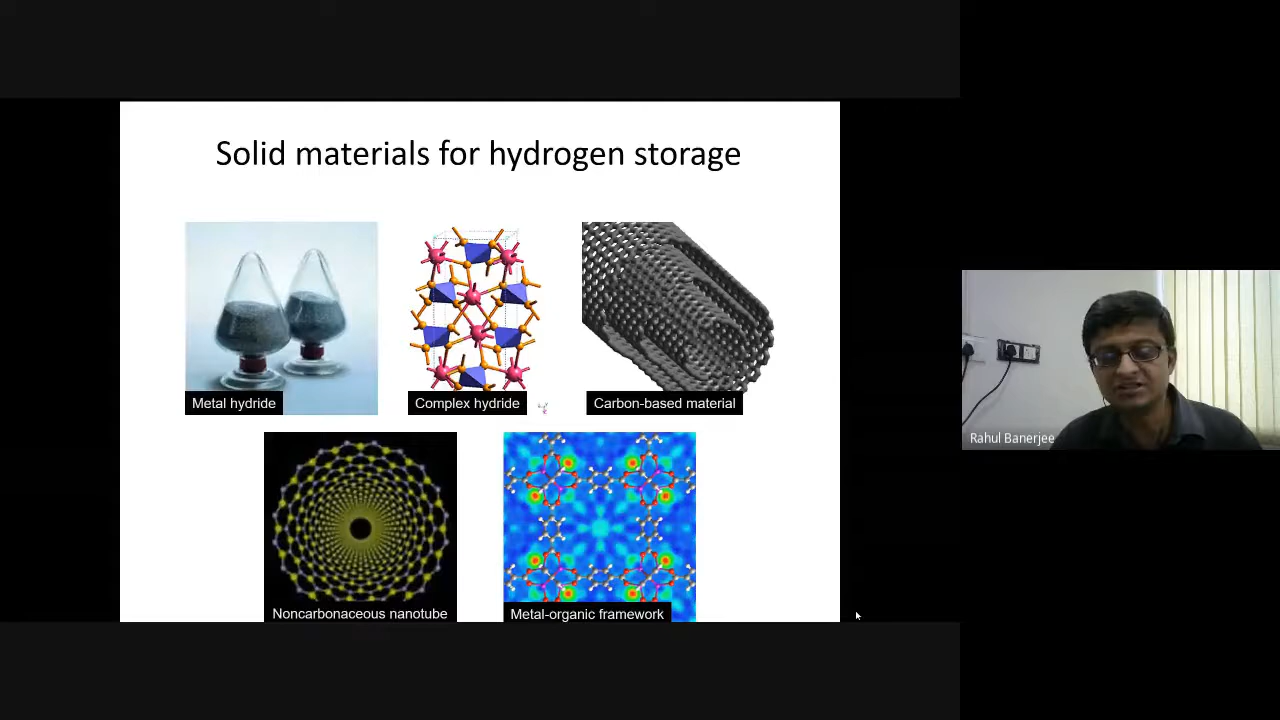 Solid materials for hydrogen storage
Metal hydride
Complex hydride
Carbon-based material
Rahul Banerjee
Noncarbonaceous nanotube
Metal-organic framework